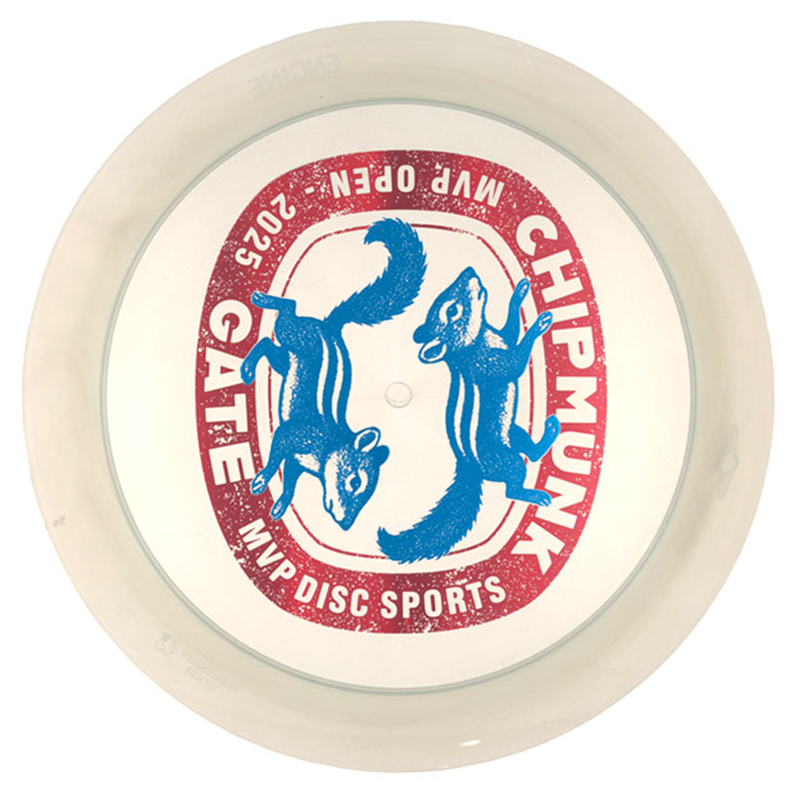 ENGINE
CHIPMUNK
GATE
MVP OPEN - 2025
MVP DISC SPORTS